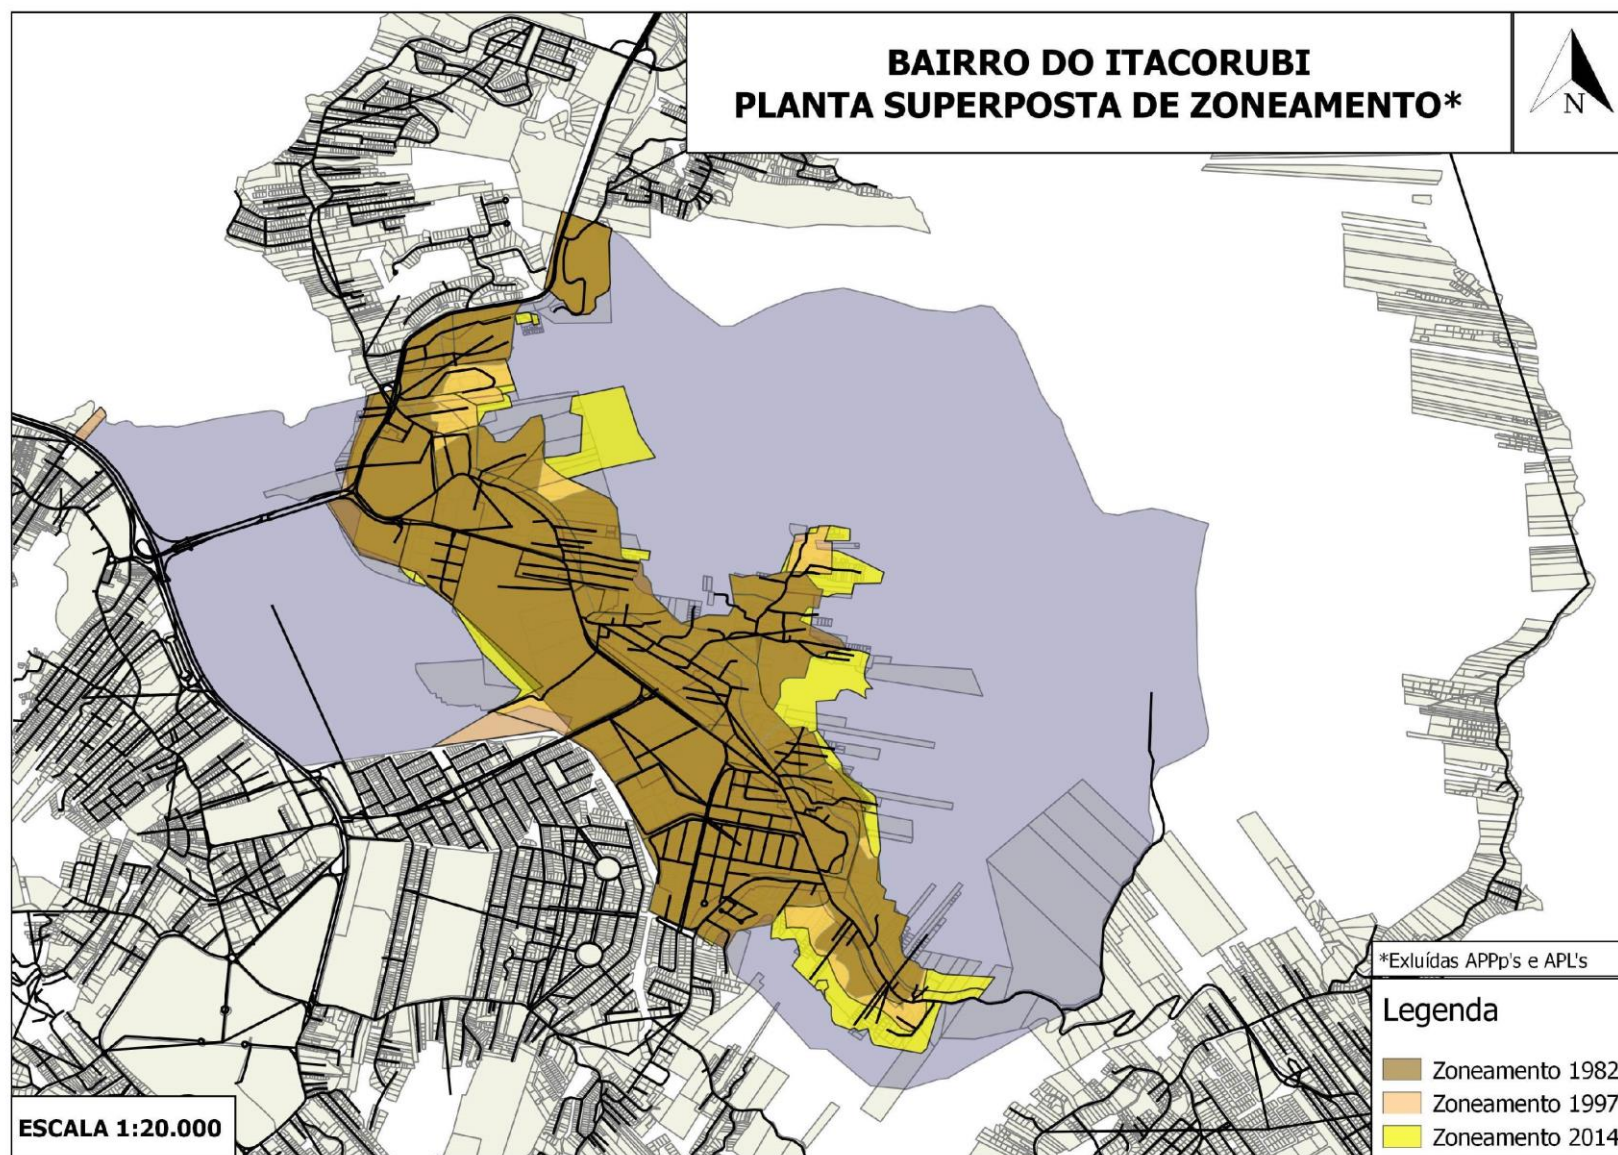 BAIRRO DO ITACORUBI
PLANTA SUPERPOSTA DE ZONEAMENTO*
N
*Exluídas APPp's e APL's
Legenda
Zoneamento 1982
Zoneamento 1997
Zoneamento 2014
ESCALA 1:20.000